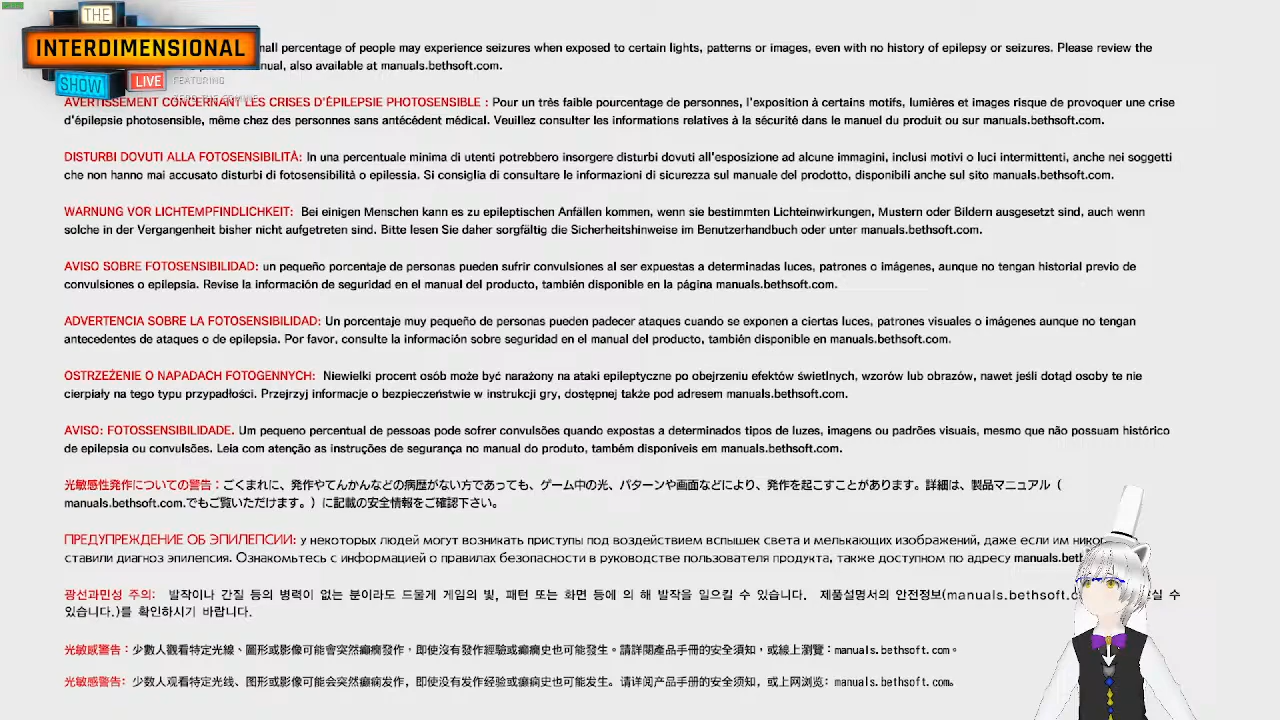 THE
INTERDIMENSIONAL
SHOW
LIVE
FEATURING
mall percentage of people may experience seizures when exposed to certain lights, patterns or images, even with no history of epilepsy or seizures. Please review the
nual, also available at manuals.bethsoft.com.
AVERTISSEMENT CONCERNANT LES CRISES D'ÉPILEPSIE PHOTOSENSIBLE : Pour un très faible pourcentage de personnes, l'exposition à certains motifs, lumières et images risque de provoquer une crise
d'épilepsie photosensible, même chez des personnes sans antécédent médical. Veuillez consulter les informations relatives à la sécurité dans le manuel du produit ou sur manuals.bethsoft.com.
DISTURBI DOVUTI ALLA FOTOSENSIBILITÀ: In una percentuale minima di utenti potrebbero insorgere disturbi dovuti all'esposizione ad alcune immagini, inclusi motivi o luci intermittenti, anche nei soggetti
che non hanno mai accusato disturbi di fotosensibilità o epilessia. Si consiglia di consultare le informazioni di sicurezza sul manuale del prodotto, disponibili anche sul sito manuals.bethsoft.com.
WARNUNG VOR LICHTEMPFINDLICHKEIT: Bei einigen Menschen kann es zu epileptischen Anfällen kommen, wenn sie bestimmten Lichteinwirkungen, Mustern oder Bildern ausgesetzt sind, auch wenn
solche in der Vergangenheit bisher nicht aufgetreten sind. Bitte lesen Sie daher sorgfältig die Sicherheitshinweise im Benutzerhandbuch oder unter manuals.bethsoft.com.
AVISO SOBRE FOTOSENSIBILIDAD: un pequeño porcentaje de personas pueden sufrir convulsiones al ser expuestas a determinadas luces, patrones o imágenes, aunque no tengan historial previo de
convulsiones o epilepsia. Revise la información de seguridad en el manual del producto, también disponible en la página manuals.bethsoft.com.
ADVERTENCIA SOBRE LA FOTOSENSIBILIDAD: Un porcentaje muy pequeño de personas pueden padecer ataques cuando se exponen a ciertas luces, patrones visuales o imágenes aunque no tengan
antecedentes de ataques o de epilepsia. Por favor, consulte la información sobre seguridad en el manual del producto, también disponible en manuals.bethsoft.com.
OSTRZEŻENIE O NAPADACH FOTOGENNYCH: Niewielki procent osób może być narażony na ataki epileptyczne po obejrzeniu efektów świetlnych, wzorów lub obrazów, nawet jeśli dotąd osoby te nie
cierpiały na tego typu przypadłości. Przejrzyj informacje o bezpieczeństwie w instrukcji gry, dostępnej także pod adresem manuals.bethsoft.com.
AVISO: FOTOSSENSIBILIDADE. Um pequeno percentual de pessoas pode sofrer convulsões quando expostas a determinados tipos de luzes, imagens ou padrões visuais, mesmo que não possuam histórico
de epilepsia ou convulsões. Leia com atenção as instruções de segurança no manual do produto, também disponíveis em manuals.bethsoft.com.
光敏感性発作についての警告：ごくまれに、発作やてんかんなどの病歴がない方であっても、ゲーム中の光、パターンや画面などにより、発作を起こすことがあります。詳細は、製品マニュアル（
manuals.bethsoft.com.でもご覧いただけます。）に記載の安全情報をご確認下さい。
ПРЕДУПРЕЖДЕНИЕ ОБ ЭПИЛЕПСИИ: у некоторых людей могут возникать приступы под воздействием вспышек света и мелькающих изображений, даже если им никог
ставили диагноз эпилепсия. Ознакомьтесь с информацией о правилах безопасности в руководстве пользователя продукта, также доступном по адресу manuals.bet
광선과민성 주의: 발작이나 간질 등의 병력이 없는 분이라도 드물게 게임의 빛, 패턴 또는 화면 등에 의 해 발작을 일으킬 수 있습니다. 제품설명서의 안전정보(manuals.bethsoft.c 실 수
있습니다.)를 확인하시기 바랍니다.
光敏感警告：少數人觀看特定光線、圖形或影像可能會突然癲癇發作，即使沒有發作經驗或癲癇史也可能發生。請詳閱產品手冊的安全須知，或線上瀏覽：manuals.bethsoft.com。
光敏感警告：少数人观看特定光线、图形或影像可能会突然癫痫发作，即使没有发作经验或癫痫史也可能发生。请详阅产品手册的安全须知，或上网浏览：manuals.bethsoft.com。